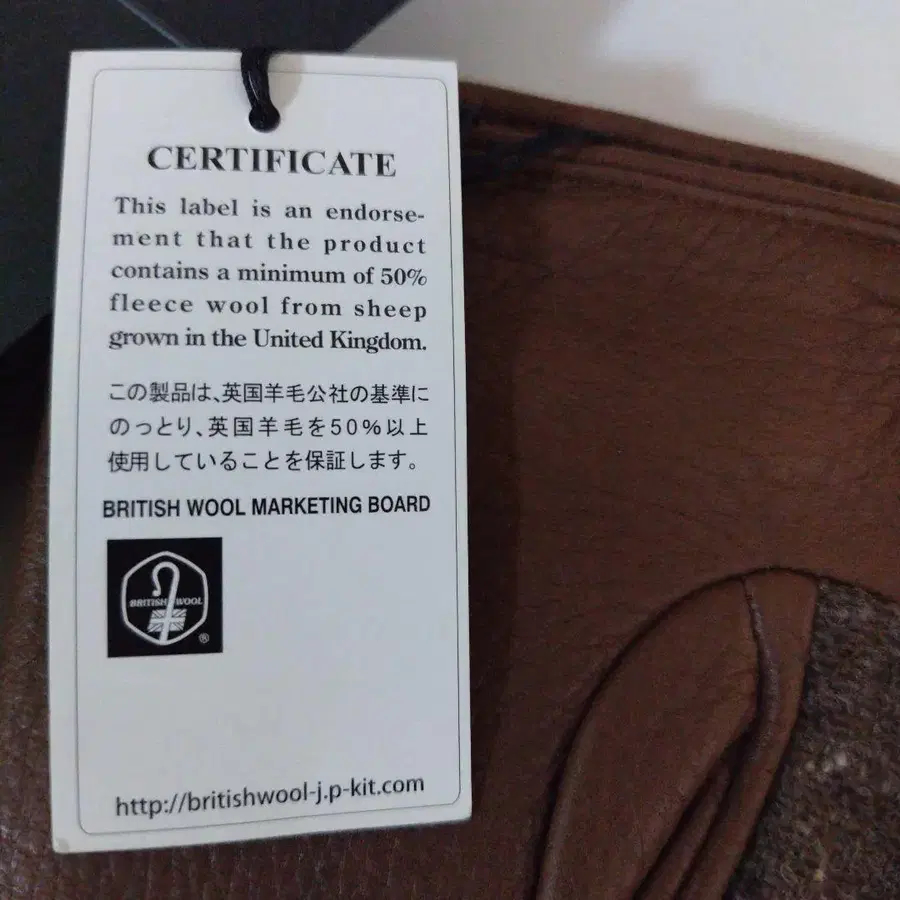 CERTIFICATE
This label is an endorse-
ment that the product
contains a minimum of 50%
fleece wool from sheep
grown in the United Kingdom.
この製品は、英国羊毛公社の基準に
のっとり、英国羊毛を50%以上
使用していることを保証します。
BRITISH WOOL MARKETING BOARD
BRITISH WOOL
®
http://britishwool-j.p-kit.com